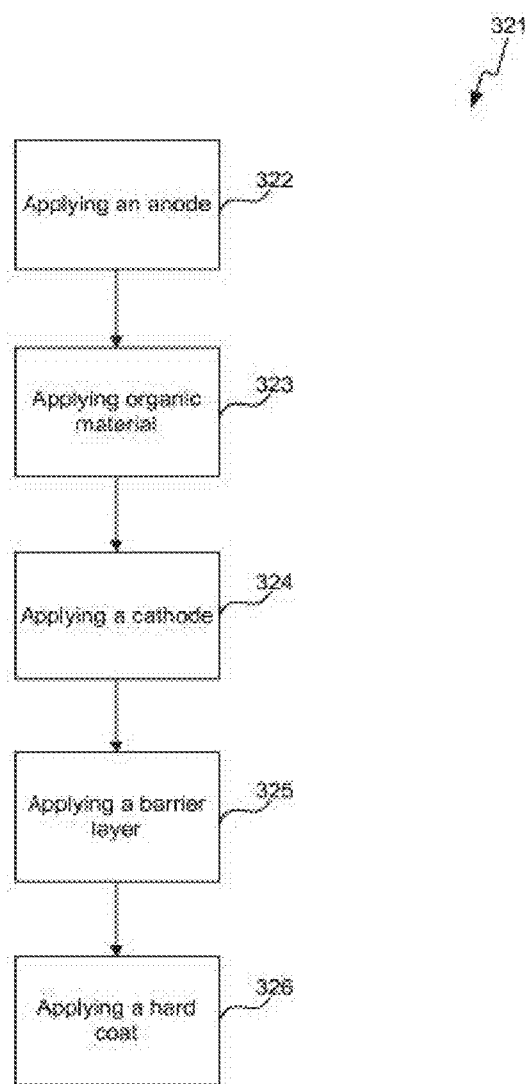 321
Applying an anode
322
Applying organic
material
323
Applying a cathode
324
Applying a barrier
layer
325
Applying a hard
coat
326